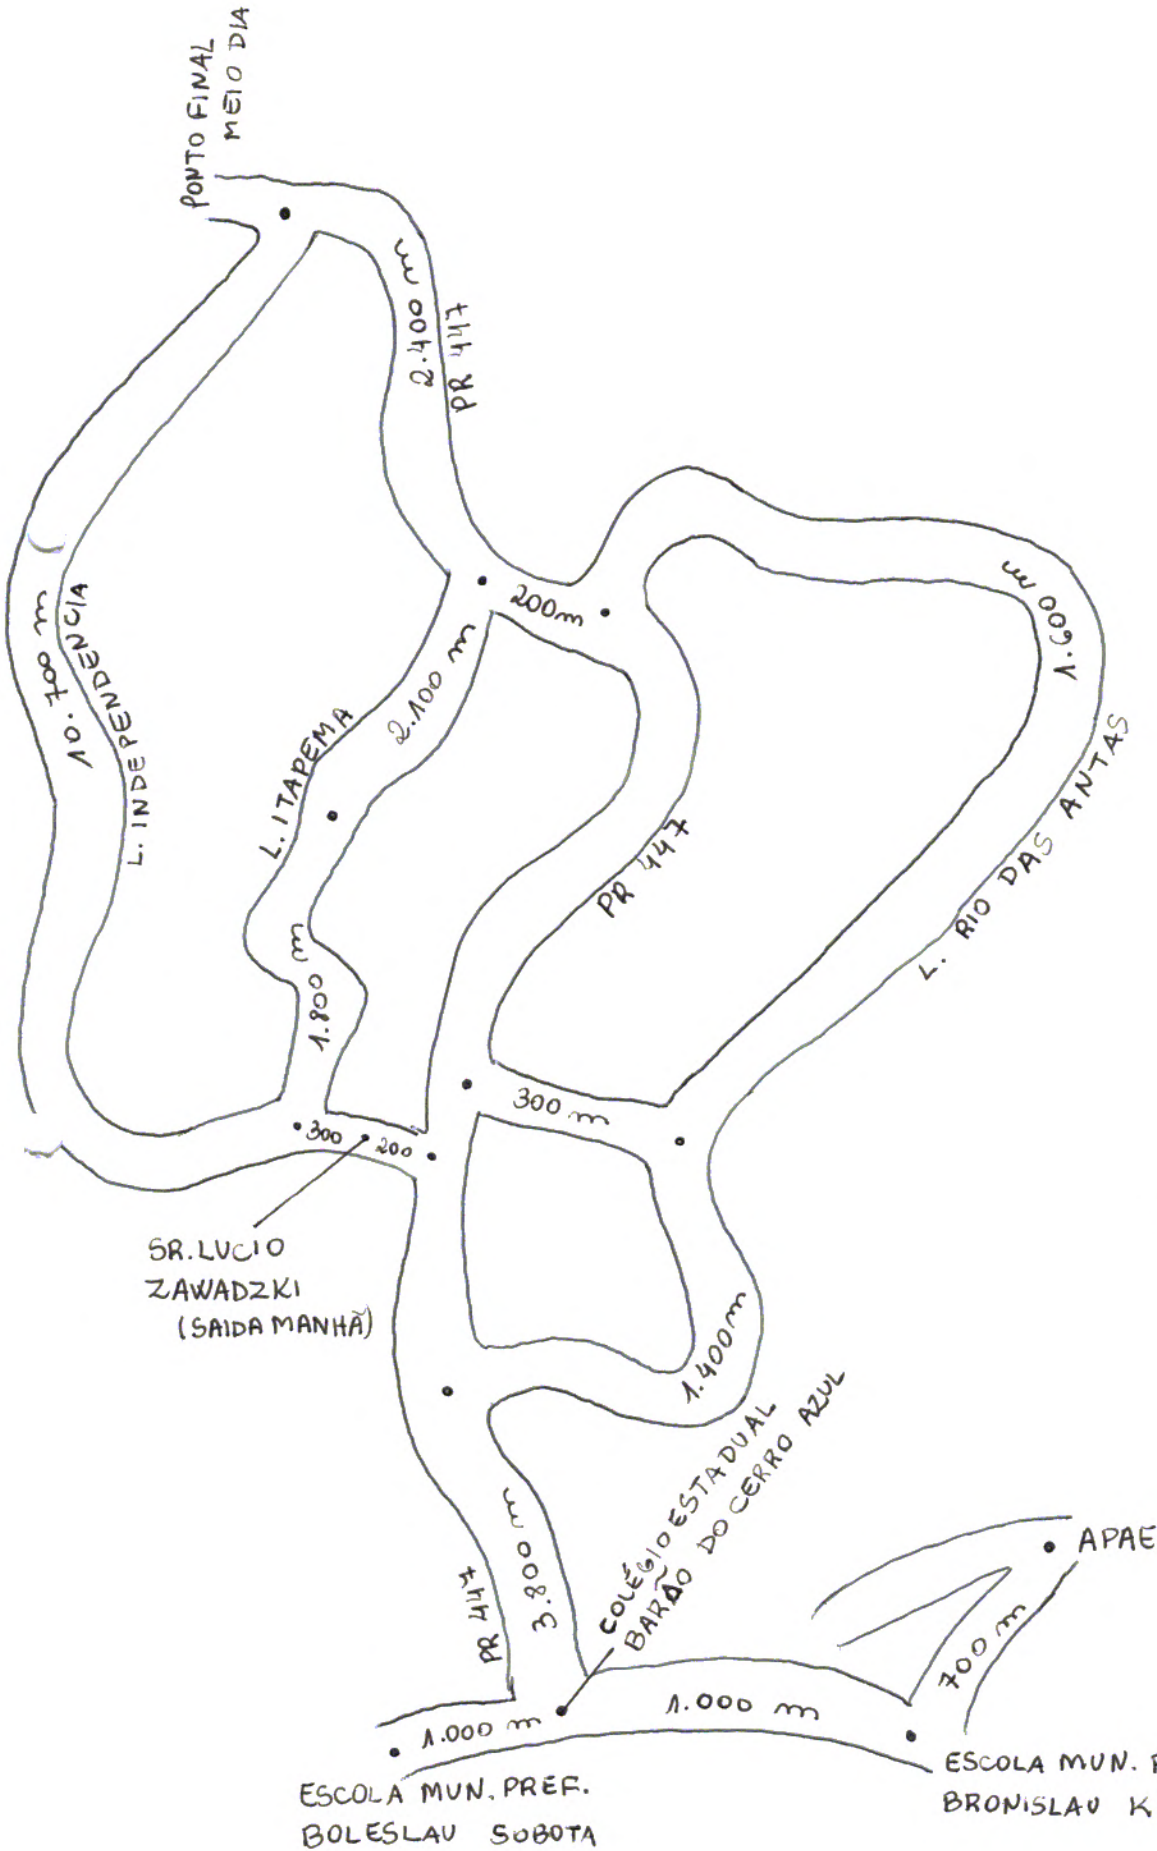 PONTO FINAL
MEIO DIA
2.400 m
PR 447
200m
1.600 m
10.700 m
L. INDEPENDENCIA
2.100 m
L. ITAPEMA
PR 447
L. RIO DAS ANTAS
1.800 m
300 m
300
200
SR. LUCIO
ZAWADZKI
(SAIDA MANHÃ)
1.400m
COLÉGIO ESTADUAL
BARÃO DO CERRO AZUL
3.800 m
PR 447
APAE
700 m
1.000 m
1.000 m
ESCOLA MUN. PREF.
BOLESLAU SOBOTA
ESCOLA MUN.
BRONISLAU K